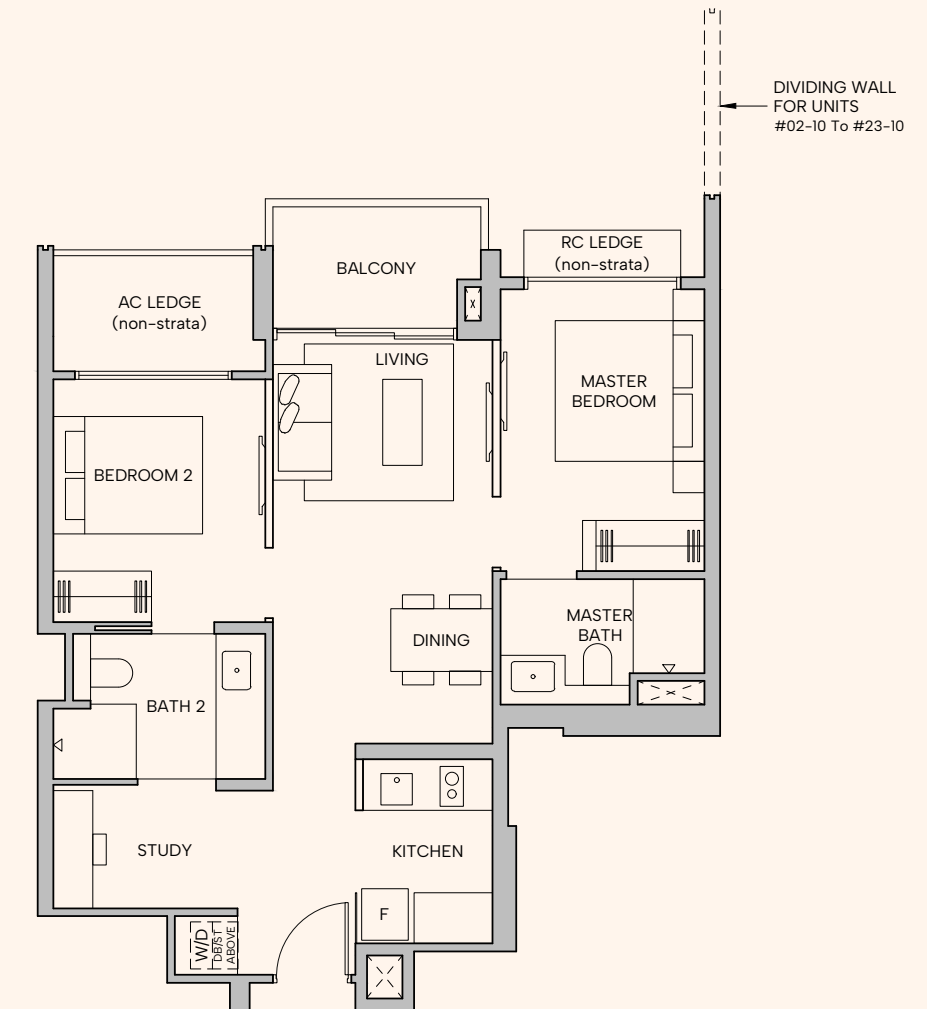 DIVIDING WALL
FOR UNITS
#02-10 To #23-10
RC LEDGE
(non-strata)
BALCONY
AC LEDGE
(non-strata)
LIVING
MASTER
BEDROOM
BEDROOM 2
DINING
MASTER
BATH
BATH 2
STUDY
KITCHEN
F
W/D
DB/ST
ABOVE